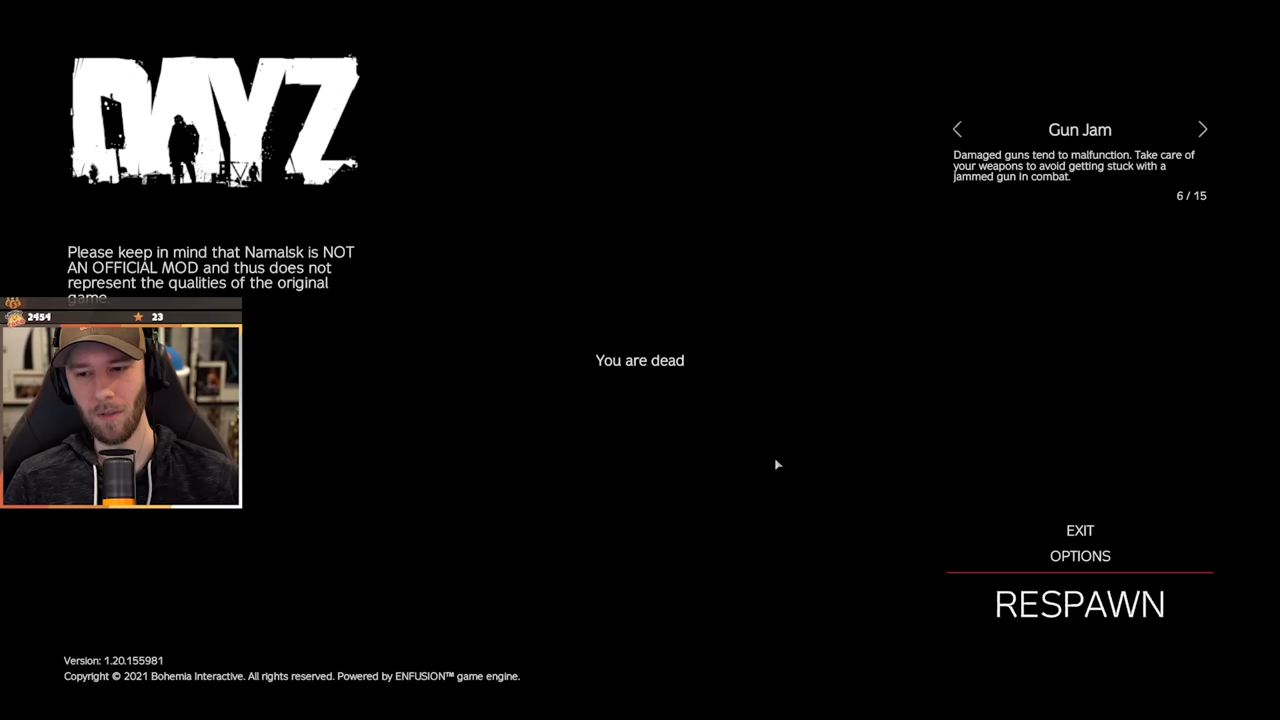 DAYZ
Gun Jam
Damaged guns tend to malfunction. Take care of
your weapons to avoid getting stuck with a
jammed gun in combat.
6 / 15
Please keep in mind that Namalsk is NOT
AN OFFICIAL MOD and thus does not
represent the qualities of the original
game.
2454
23
You are dead
EXIT
OPTIONS
RESPAWN
Version: 1.20.155981
Copyright © 2021 Bohemia Interactive. All rights reserved. Powered by ENFUSION™ game engine.